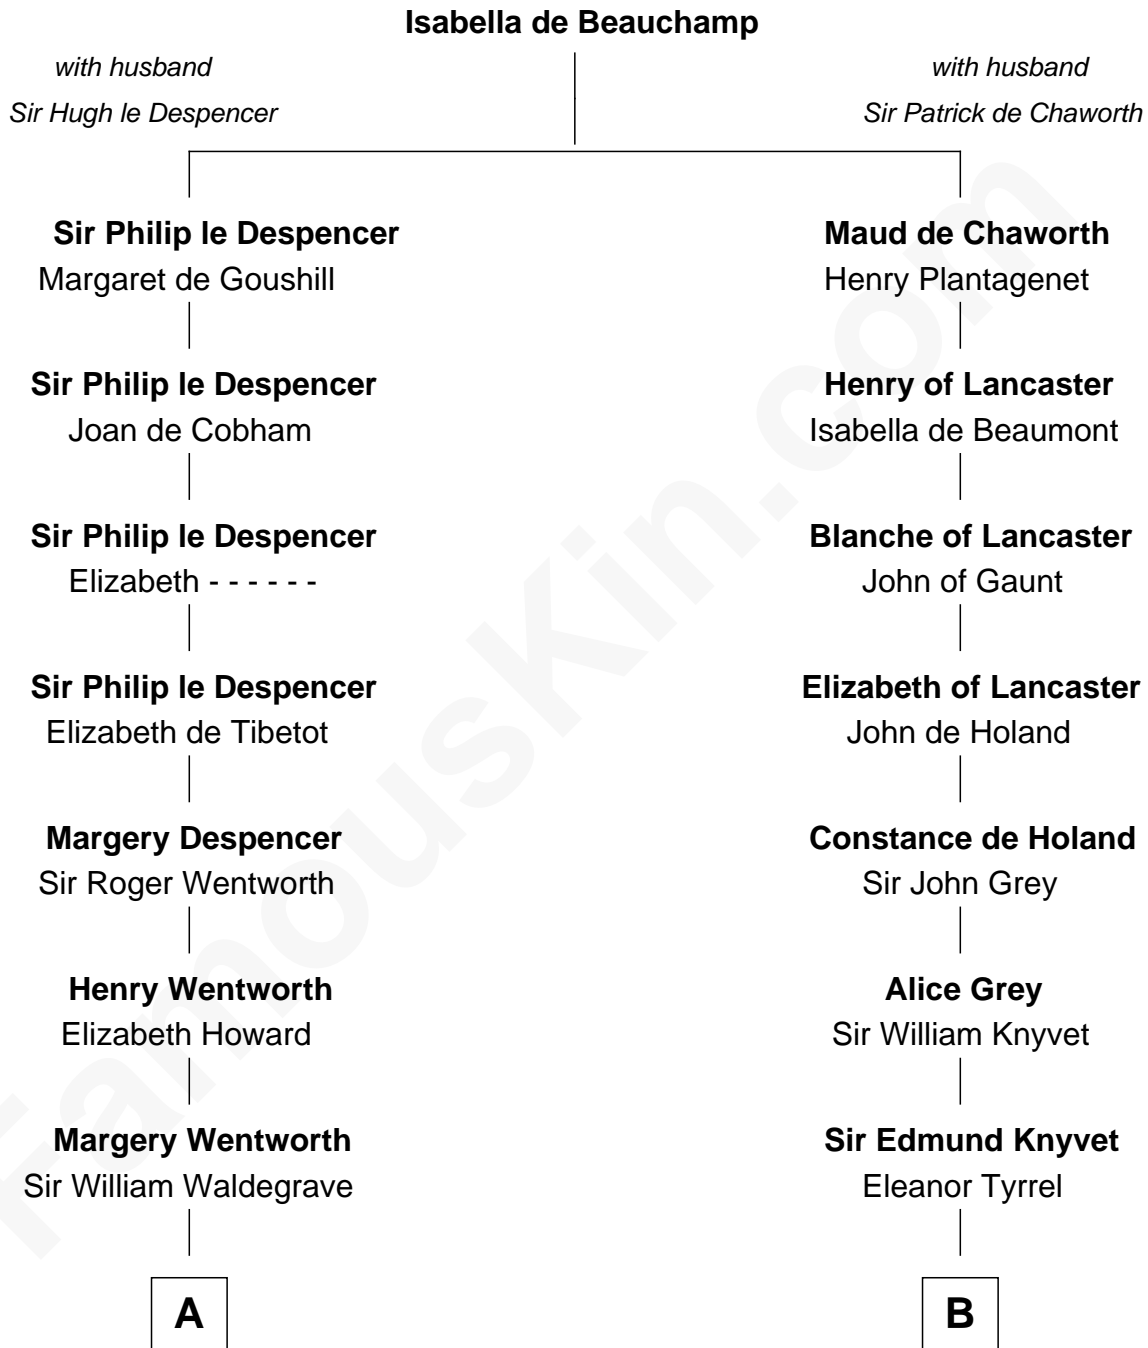 Isabella de Beauchamp
with husband
Sir Hugh le Despencer
with husband
Sir Patrick de Chaworth
Sir Philip le Despencer
Margaret de Goushill
Maud de Chaworth
Henry Plantagenet
Sir Philip le Despencer
Joan de Cobham
Henry of Lancaster
Isabella de Beaumont
Sir Philip le Despencer
Elizabeth - - - - - -
Blanche of Lancaster
John of Gaunt
Sir Philip le Despencer
Elizabeth de Tibetot
Elizabeth of Lancaster
John de Holand
Margery Despencer
Sir Roger Wentworth
Constance de Holand
Sir John Grey
Henry Wentworth
Elizabeth Howard
Alice Grey
Sir William Knyvet
Margery Wentworth
Sir William Waldegrave
Sir Edmund Knyvet
Eleanor Tyrrel
A
B
FamousKin.com